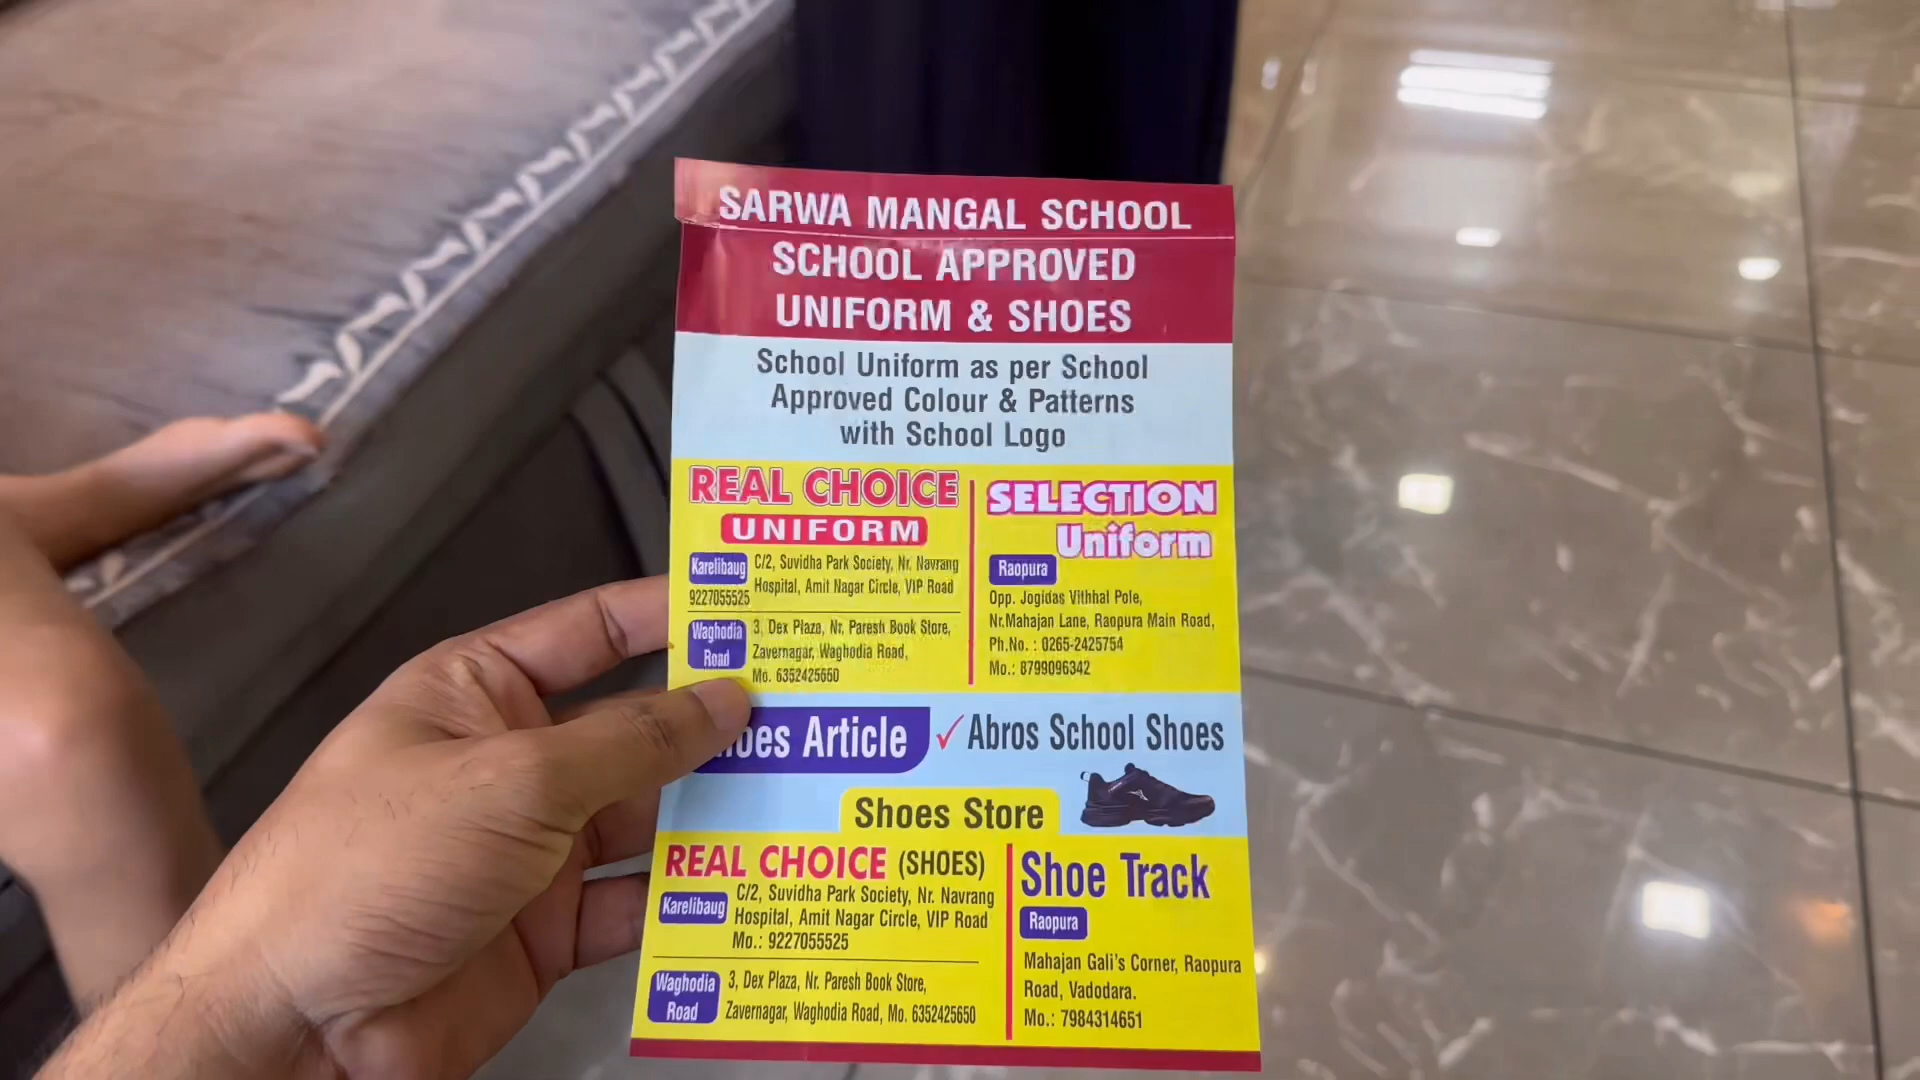 SARWA MANGAL SCHOOL
SCHOOL APPROVED
UNIFORM & SHOES
School Uniform as per School
Approved Colour & Patterns
with School Logo
REAL CHOICE
UNIFORM
Karelibaug
9227055525
C/2, Suvidha Park Society, Nr. Navrang
Hospital, Amit Nagar Circle, VIP Road
Waghodia
Road
3, Dex Plaza, Nr. Paresh Book Store,
Zavernagar, Waghodia Road,
Mo. 6352425650
SELECTION
Uniform
Raopura
Opp. Jogidas Vithhal Pole,
Nr.Mahajan Lane, Raopura Main Road,
Ph.No. : 0265-2425754
Mo.: 8799096342
Article
✓ Abros School Shoes
Shoes Store
REAL CHOICE (SHOES)
Karelibaug
C/2, Suvidha Park Society, Nr. Navrang
Hospital, Amit Nagar Circle, VIP Road
Mo.: 9227055525
Waghodia
Road
3, Dex Plaza, Nr. Paresh Book Store,
Zavernagar, Waghodia Road, Mo. 6352425650
Shoe Track
Raopura
Mahajan Gali's Corner, Raopura
Road, Vadodara.
Mo.: 7984314651